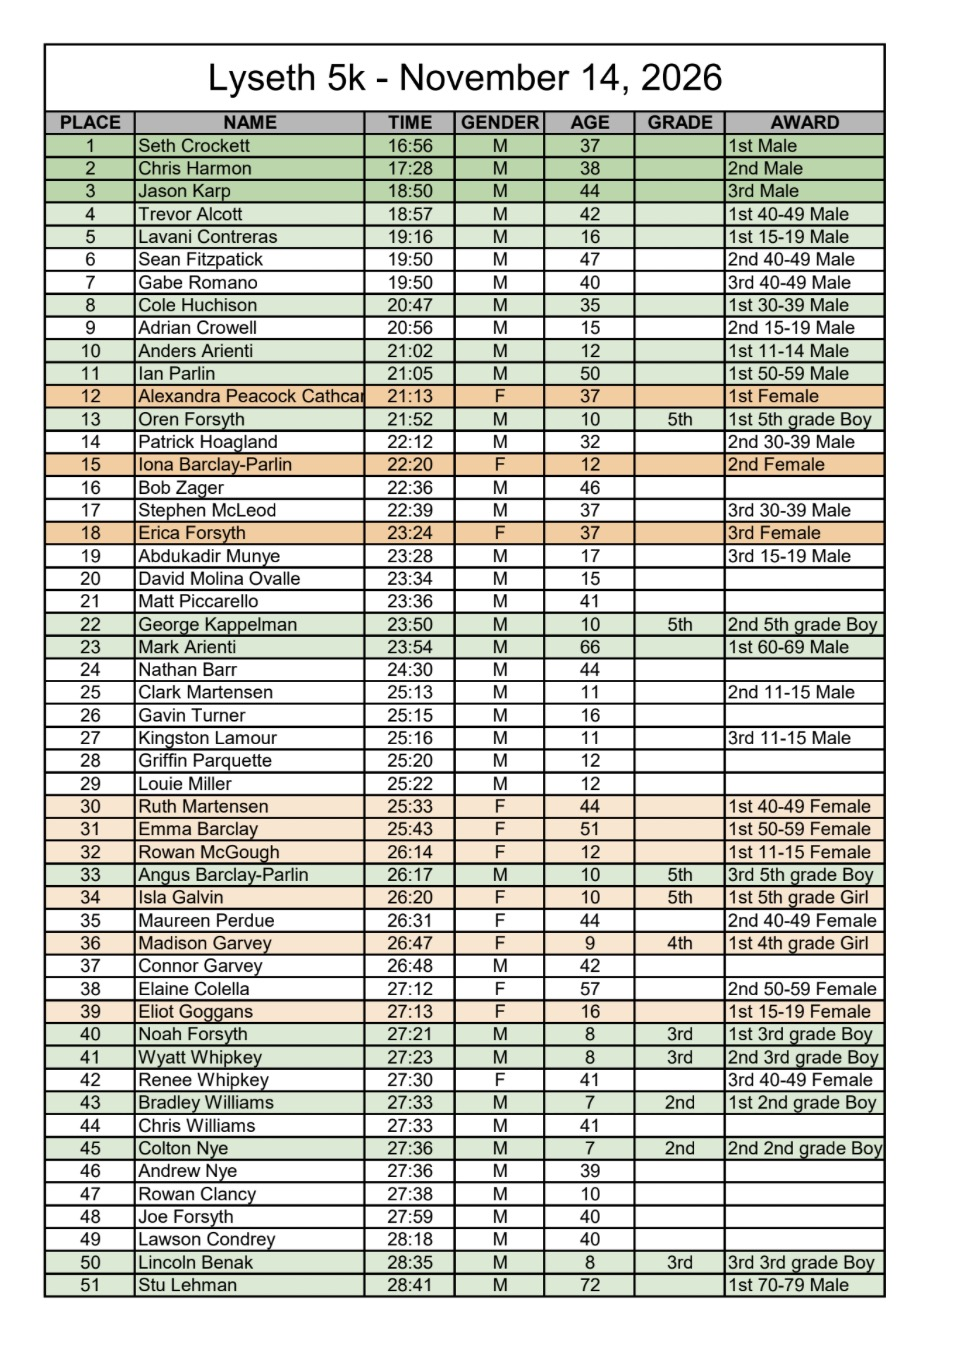 Lyseth 5k - November 14, 2026
PLACE NAME TIME GENDER AGE GRADE AWARD
1 Seth Crockett 16:56 M 37 1st Male
2 Chris Harmon 17:28 M 38 2nd Male
3 Jason Karp 18:50 M 44 3rd Male
4 Trevor Alcott 18:57 M 42 1st 40-49 Male
5 Lavani Contreras 19:16 M 16 1st 15-19 Male
6 Sean Fitzpatick 19:50 M 47 2nd 40-49 Male
7 Gabe Romano 19:50 M 40 3rd 40-49 Male
8 Cole Huchison 20:47 M 35 1st 30-39 Male
9 Adrian Crowell 20:56 M 15 2nd 15-19 Male
10 Anders Arienti 21:02 M 12 1st 11-14 Male
11 Ian Parlin 21:05 M 50 1st 50-59 Male
12 Alexandra Peacock Cathcar 21:13 F 37 1st Female
13 Oren Forsyth 21:52 M 10 5th 1st 5th grade Boy
14 Patrick Hoagland 22:12 M 32 2nd 30-39 Male
15 Iona Barclay-Parlin 22:20 F 12 2nd Female
16 Bob Zager 22:36 M 46
17 Stephen McLeod 22:39 M 37 3rd 30-39 Male
18 Erica Forsyth 23:24 F 37 3rd Female
19 Abdukadir Munye 23:28 M 17 3rd 15-19 Male
20 David Molina Ovalle 23:34 M 15
21 Matt Piccarello 23:36 M 41
22 George Kappelman 23:50 M 10 5th 2nd 5th grade Boy
23 Mark Arienti 23:54 M 66 1st 60-69 Male
24 Nathan Barr 24:30 M 44
25 Clark Martensen 25:13 M 11 2nd 11-15 Male
26 Gavin Turner 25:15 M 16
27 Kingston Lamour 25:16 M 11 3rd 11-15 Male
28 Griffin Parquette 25:20 M 12
29 Louie Miller 25:22 M 12
30 Ruth Martensen 25:33 F 44 1st 40-49 Female
31 Emma Barclay 25:43 F 51 1st 50-59 Female
32 Rowan McGough 26:14 F 12 1st 11-15 Female
33 Angus Barclay-Parlin 26:17 M 10 5th 3rd 5th grade Boy
34 Isla Galvin 26:20 F 10 5th 1st 5th grade Girl
35 Maureen Perdue 26:31 F 44 2nd 40-49 Female
36 Madison Garvey 26:47 F 9 4th 1st 4th grade Girl
37 Connor Garvey 26:48 M 42
38 Elaine Colella 27:12 F 57 2nd 50-59 Female
39 Eliot Goggans 27:13 F 16 1st 15-19 Female
40 Noah Forsyth 27:21 M 8 3rd 1st 3rd grade Boy
41 Wyatt Whipkey 27:23 M 8 3rd 2nd 3rd grade Boy
42 Renee Whipkey 27:30 F 41 3rd 40-49 Female
43 Bradley Williams 27:33 M 7 2nd 1st 2nd grade Boy
44 Chris Williams 27:33 M 41
45 Colton Nye 27:36 M 7 2nd 2nd 2nd grade Boy
46 Andrew Nye 27:36 M 39
47 Rowan Clancy 27:38 M 10
48 Joe Forsyth 27:59 M 40
49 Lawson Condrey 28:18 M 40
50 Lincoln Benak 28:35 M 8 3rd 3rd 3rd grade Boy
51 Stu Lehman 28:41 M 72 1st 70-79 Male